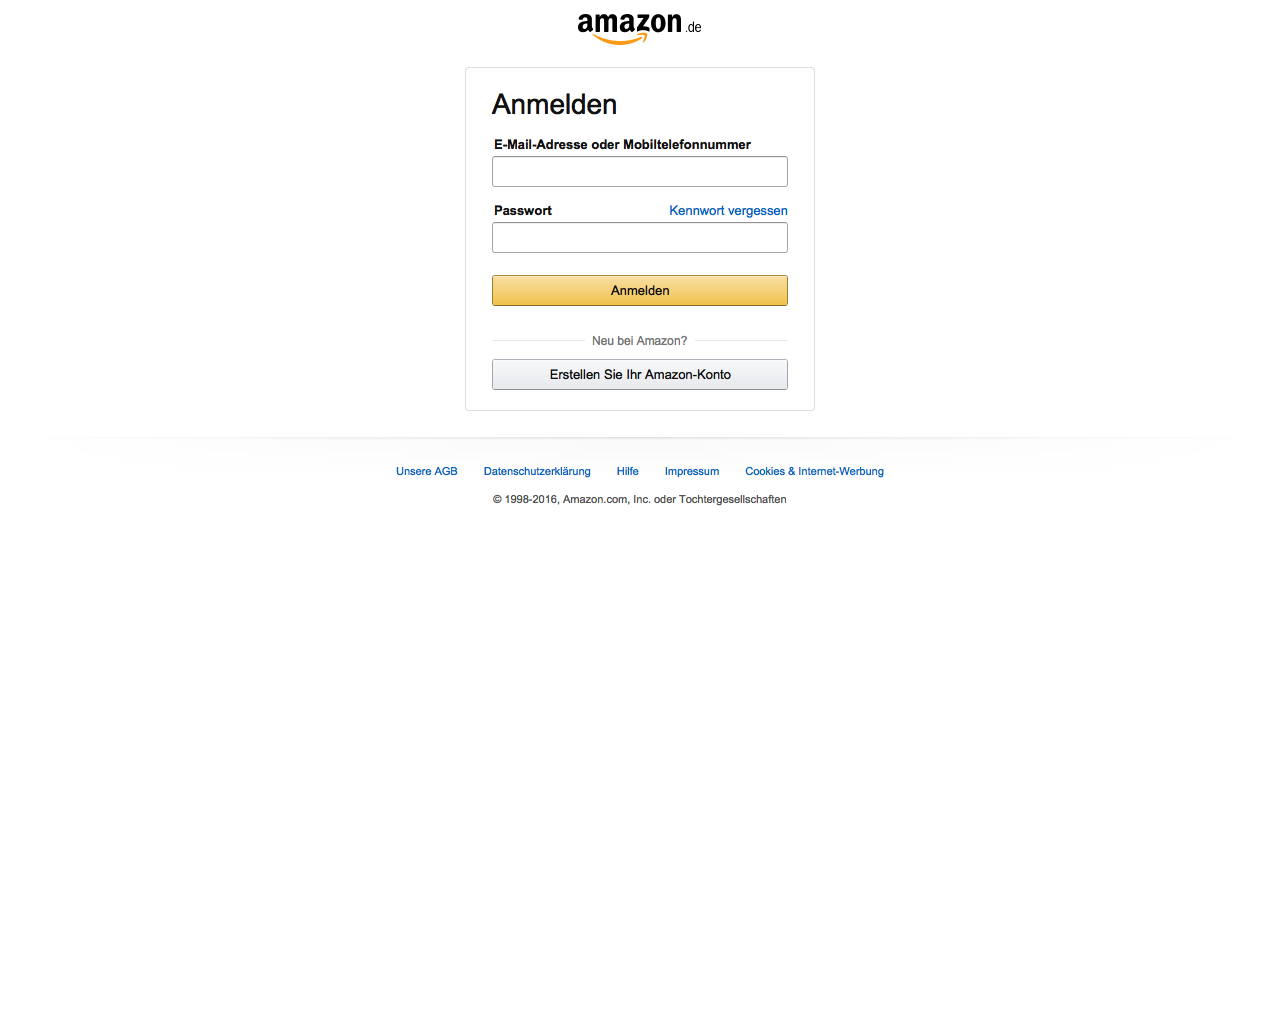 amazon.de
Anmelden
E-Mail-Adresse oder Mobiltelefonnummer
Passwort Kennwort vergessen
Anmelden
Neu bei Amazon?
Erstellen Sie Ihr Amazon-Konto
Unsere AGB Datenschutzerklärung Hilfe Impressum Cookies & Internet-Werbung
© 1998-2016, Amazon.com, Inc. oder Tochtergesellschaften